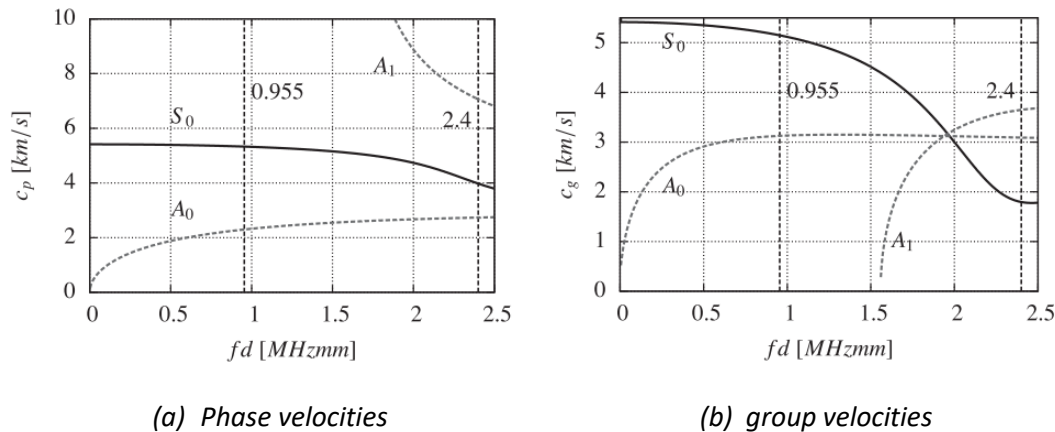 10
8
6
4
2
0
c_p [km/s]
A_1
0.955
S_0
2.4
A_0
0 0.5 1 1.5 2 2.5
fd [MHzmm]
(a) Phase velocities
5
4
3
2
1
0
c_g [km/s]
S_0
0.955
2.4
A_0
A_1
0 0.5 1 1.5 2 2.5
fd [MHzmm]
(b) group velocities